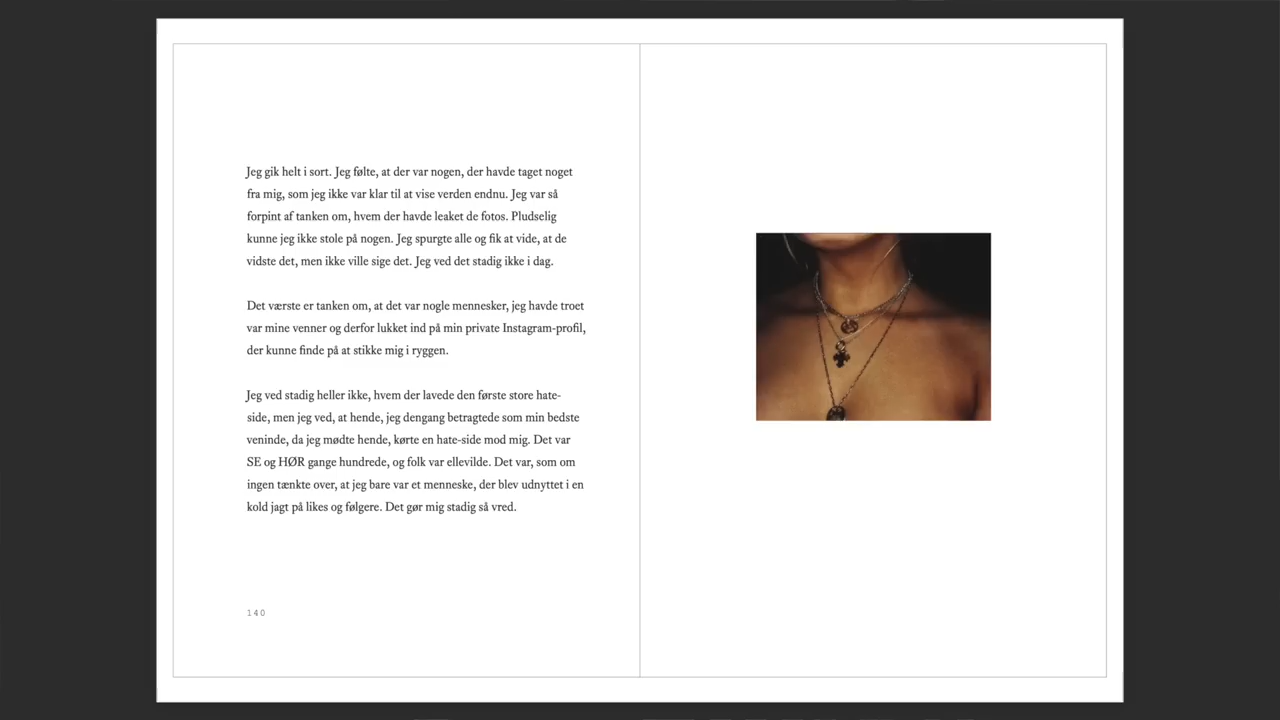 Jeg gik helt i sort. Jeg følte, at der var nogen, der havde taget noget
fra mig, som jeg ikke var klar til at vise verden endnu. Jeg var så
forpint af tanken om, hvem der havde leaket de fotos. Pludselig
kunne jeg ikke stole på nogen. Jeg spurgte alle og fik at vide, at de
vidste det, men ikke ville sige det. Jeg ved det stadig ikke i dag.
Det værste er tanken om, at det var nogle mennesker, jeg havde troet
var mine venner og derfor lukket ind på min private Instagram-profil,
der kunne finde på at stikke mig i ryggen.
Jeg ved stadig heller ikke, hvem der lavede den første store hate-
side, men jeg ved, at hende, jeg dengang betragtede som min bedste
veninde, da jeg mødte hende, kørte en hate-side mod mig. Det var
SE og HØR gange hundrede, og folk var ellevilde. Det var, som om
ingen tænkte over, at jeg bare var et menneske, der blev udnyttet i en
kold jagt på likes og følgere. Det gør mig stadig så vred.
140